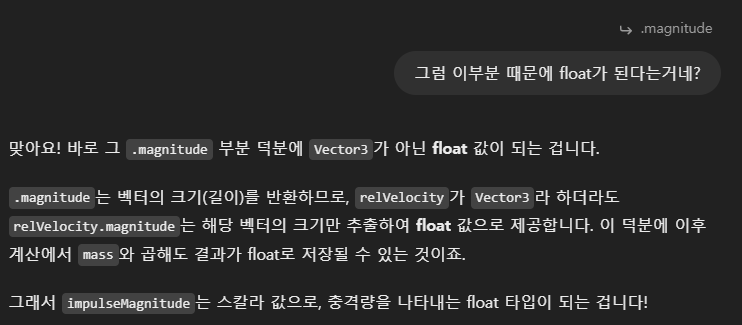 .magnitude
그럼 이부분 때문에 float가 된다는거네?
맞아요! 바로 그 .magnitude 부분 덕분에 Vector3가 아닌 float 값이 되는 겁니다.
.magnitude는 벡터의 크기(길이)를 반환하므로, relVelocity가 Vector3라 하더라도
relVelocity.magnitude는 해당 벡터의 크기만 추출하여 float 값으로 제공합니다. 이 덕분에 이후
계산에서 mass와 곱해도 결과가 float로 저장될 수 있는 것이죠.
그래서 impulseMagnitude는 스칼라 값으로, 충격량을 나타내는 float 타입이 되는 겁니다!